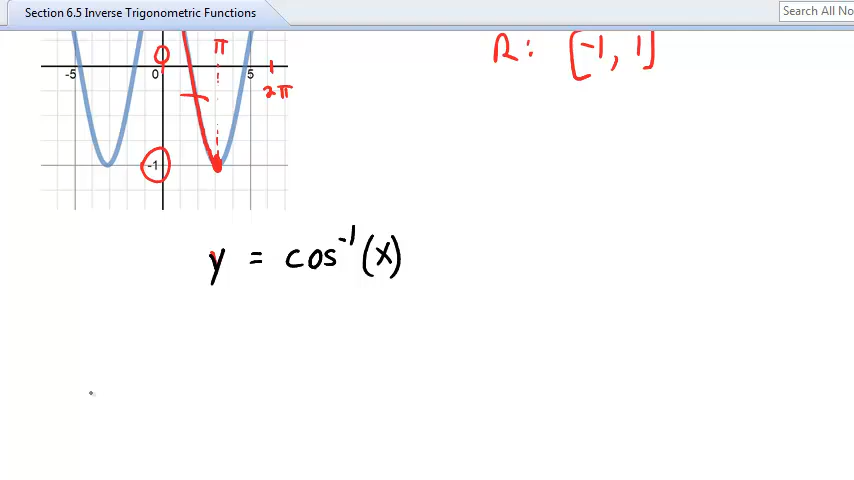 Section 6.5 Inverse Trigonometric Functions
Search All No
R: [-1, 1]
π
0
-5 0 5
2π
-1
y = cos⁻¹(x)